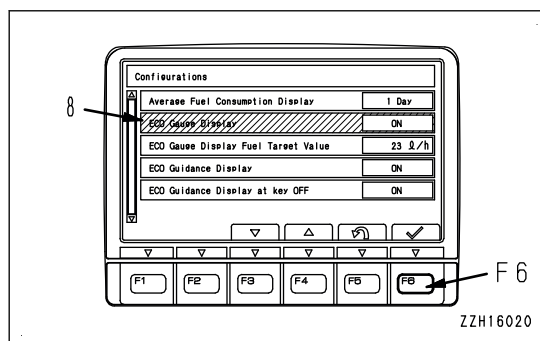 Configurations
8
Average Fuel Consumption Display 1 Day
ECO Gauge Display ON
ECO Gauge Display Fuel Target Value 23 ℓ/h
ECO Guidance Display ON
ECO Guidance Display at key OFF ON
F1 F2 F3 F4 F5 F6
F6
ZZH16020